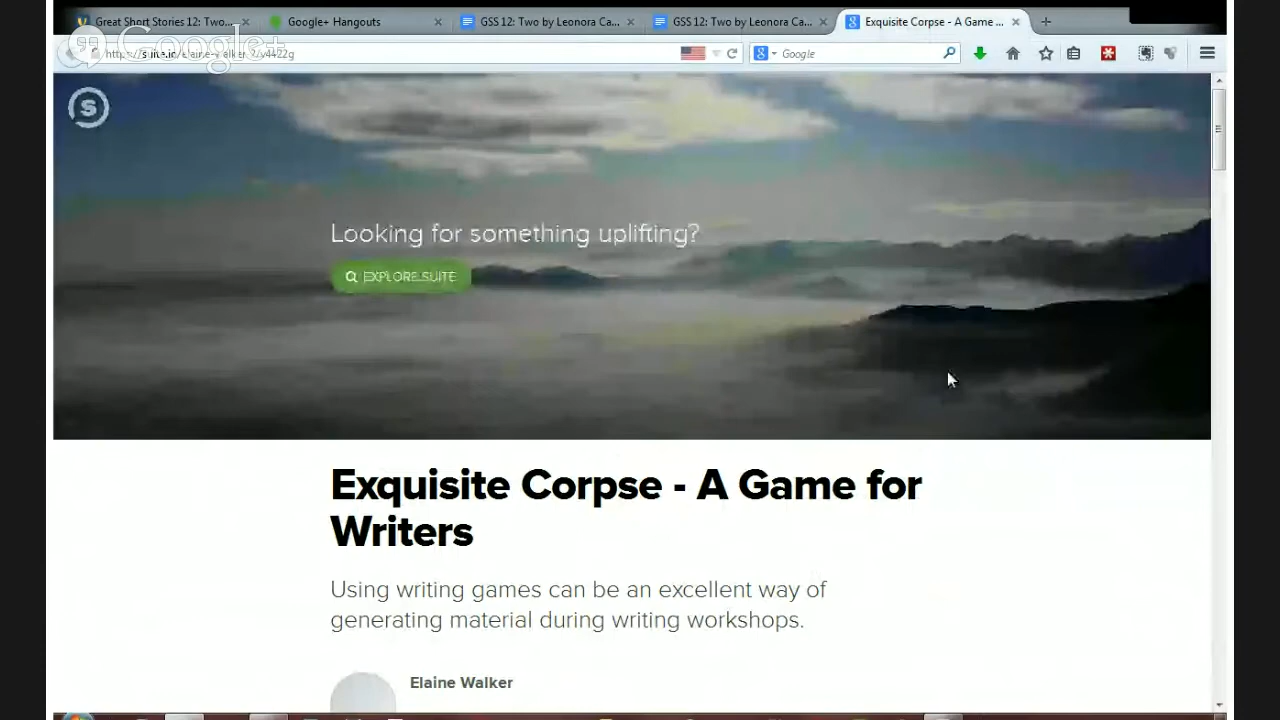 Great Short Stories 12: Two...
Google+ Hangouts
GSS 12: Two by Leonora Ca...
GSS 12: Two by Leonora Ca...
Exquisite Corpse - A Game ...
Google+
Google
S
Looking for something uplifting?
EXPLORE SUITE
Exquisite Corpse - A Game for
Writers
Using writing games can be an excellent way of
generating material during writing workshops.
Elaine Walker